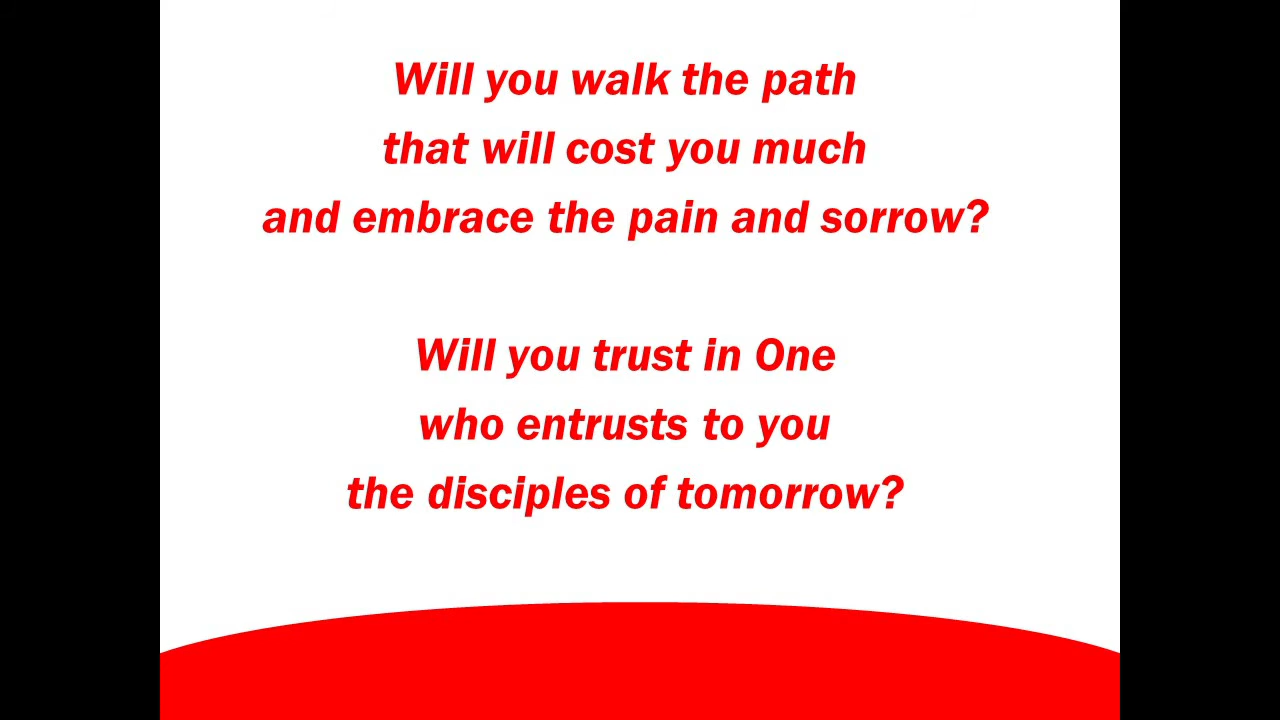 Will you walk the path
that will cost you much
and embrace the pain and sorrow?
Will you trust in One
who entrusts to you
the disciples of tomorrow?